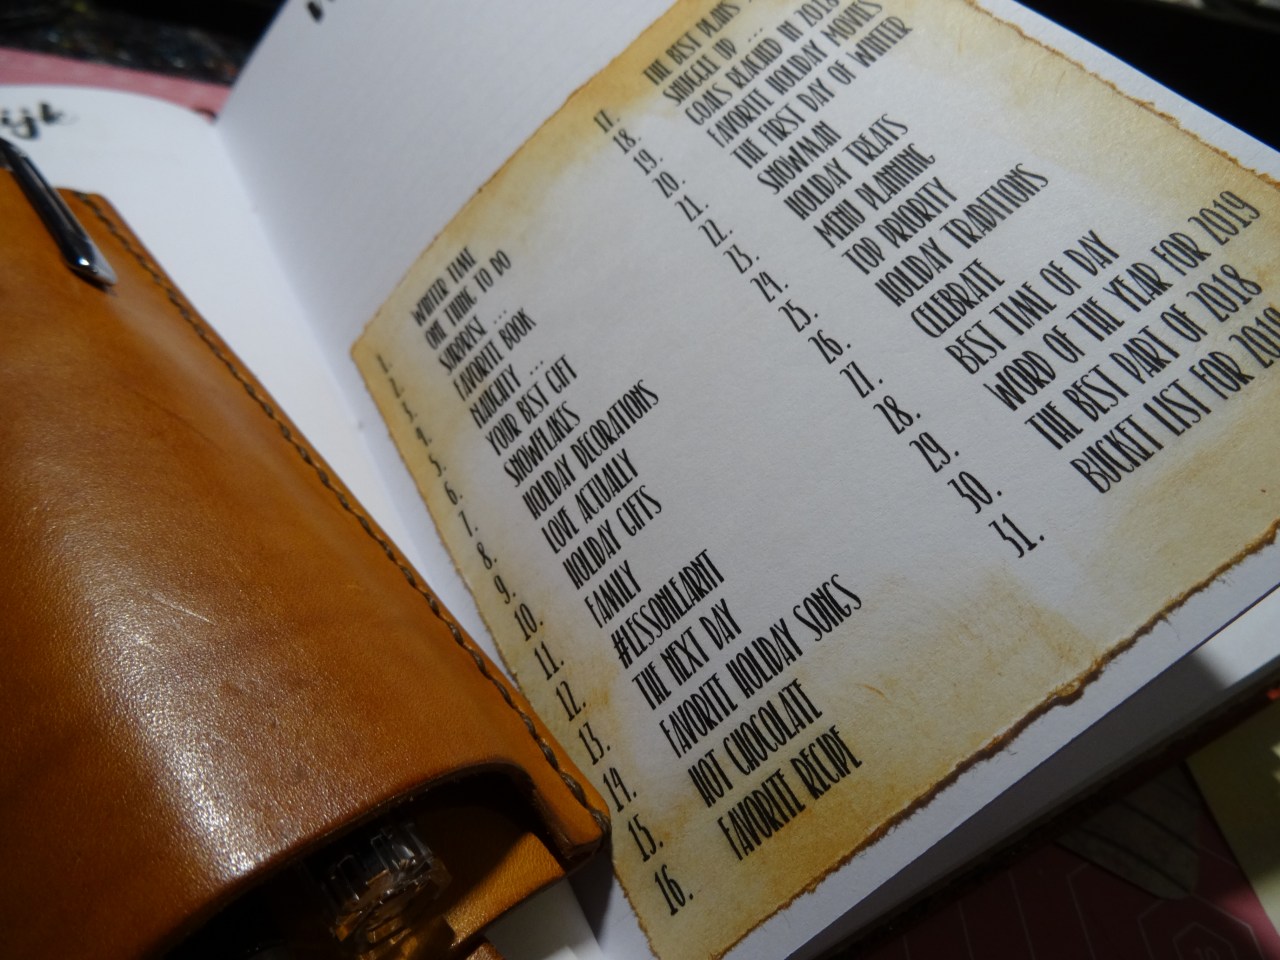 1. WINTER TIME
2. ONE THING TO DO
3. SURPRISE ...
4. FAVORITE BOOK
5. NAUGHTY ...
6. YOUR BEST GIFT
7. SNOWFLAKES
8. HOLIDAY DECORATIONS
9. LOVE ACTUALLY
10. HOLIDAY GIFTS
11. FAMILY
12. #LESSONLEARNT
13. THE NEXT DAY
14. FAVORITE HOLIDAY SONGS
15. HOT CHOCOLATE
16. FAVORITE RECIPE
17. THE BEST PLANS
18. SNUGGLE UP ...
19. GOALS REACHED IN 2018
20. FAVORITE HOLIDAY MOVIES
21. THE FIRST DAY OF WINTER
22. SNOWMAN
23. HOLIDAY TREATS
24. MENU PLANNING
25. TOP PRIORITY
26. HOLIDAY TRADITIONS
27. CELEBRATE
28. BEST TIME OF DAY
29. WORD OF THE YEAR FOR 2019
30. THE BEST PART OF 2018
31. BUCKET LIST FOR 2019